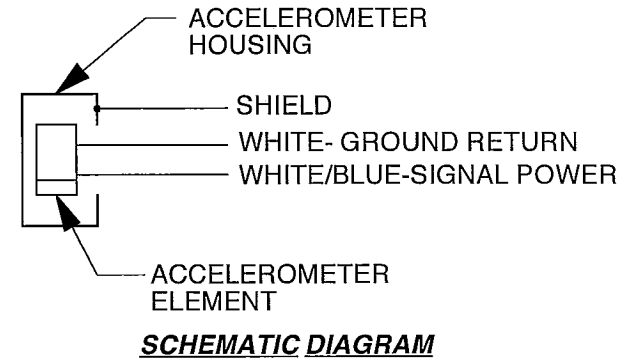 ACCELEROMETER
HOUSING
SHIELD
WHITE- GROUND RETURN
WHITE/BLUE-SIGNAL POWER
ACCELEROMETER
ELEMENT
SCHEMATIC DIAGRAM